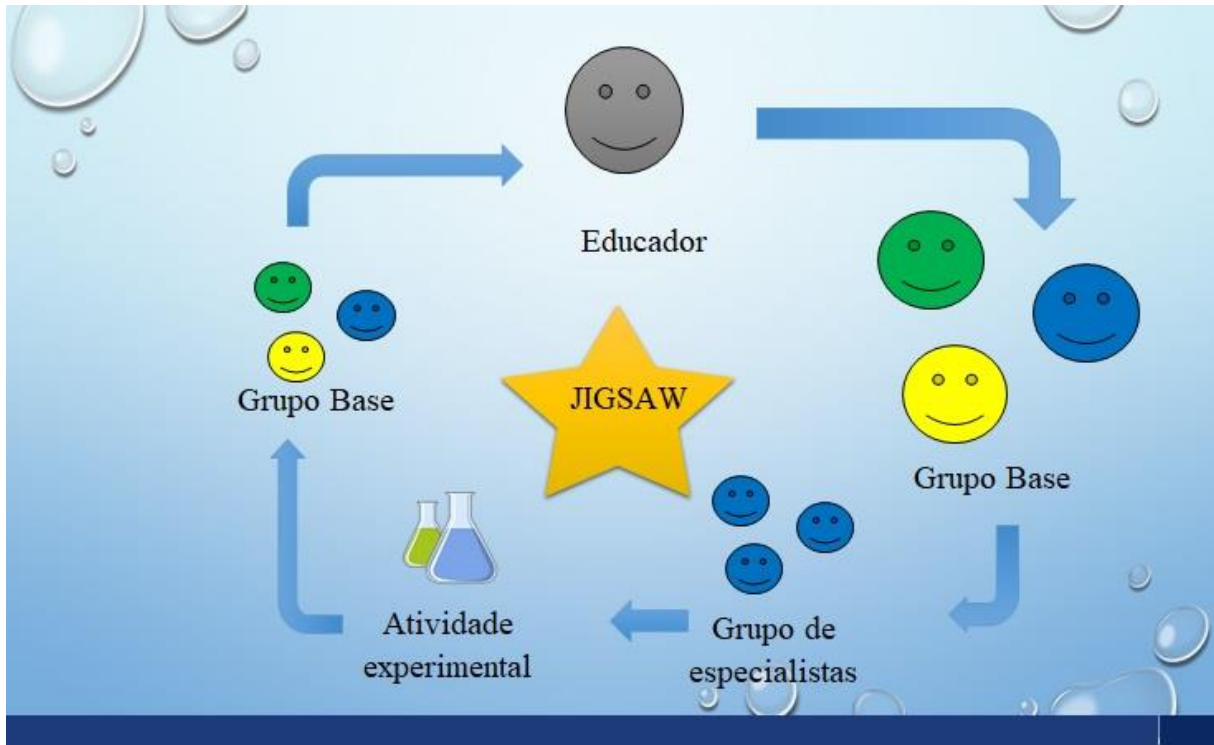 Educador
Grupo Base
JIGSAW
Grupo Base
Atividade
experimental
Grupo de
especialistas